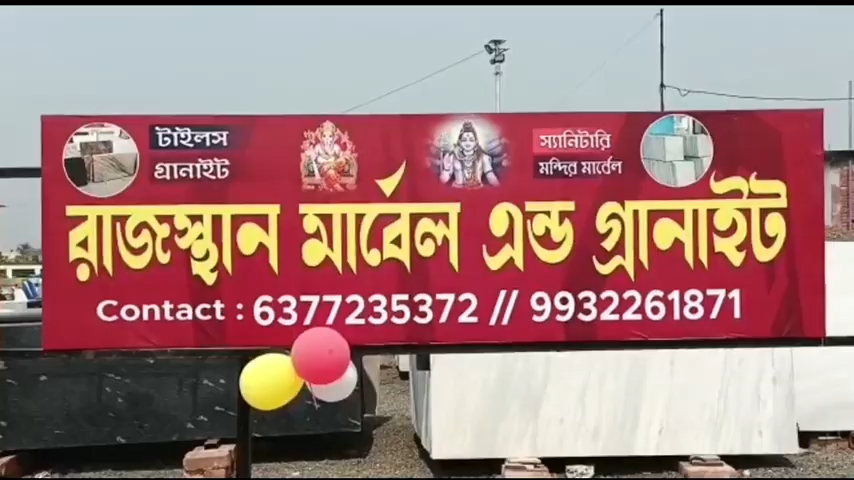 টাইলস
গ্রানাইট
স্যানিটারি
মন্দির মার্বেল
রাজস্থান মার্বেল এন্ড গ্রানাইট
Contact : 6377235372 // 9932261871